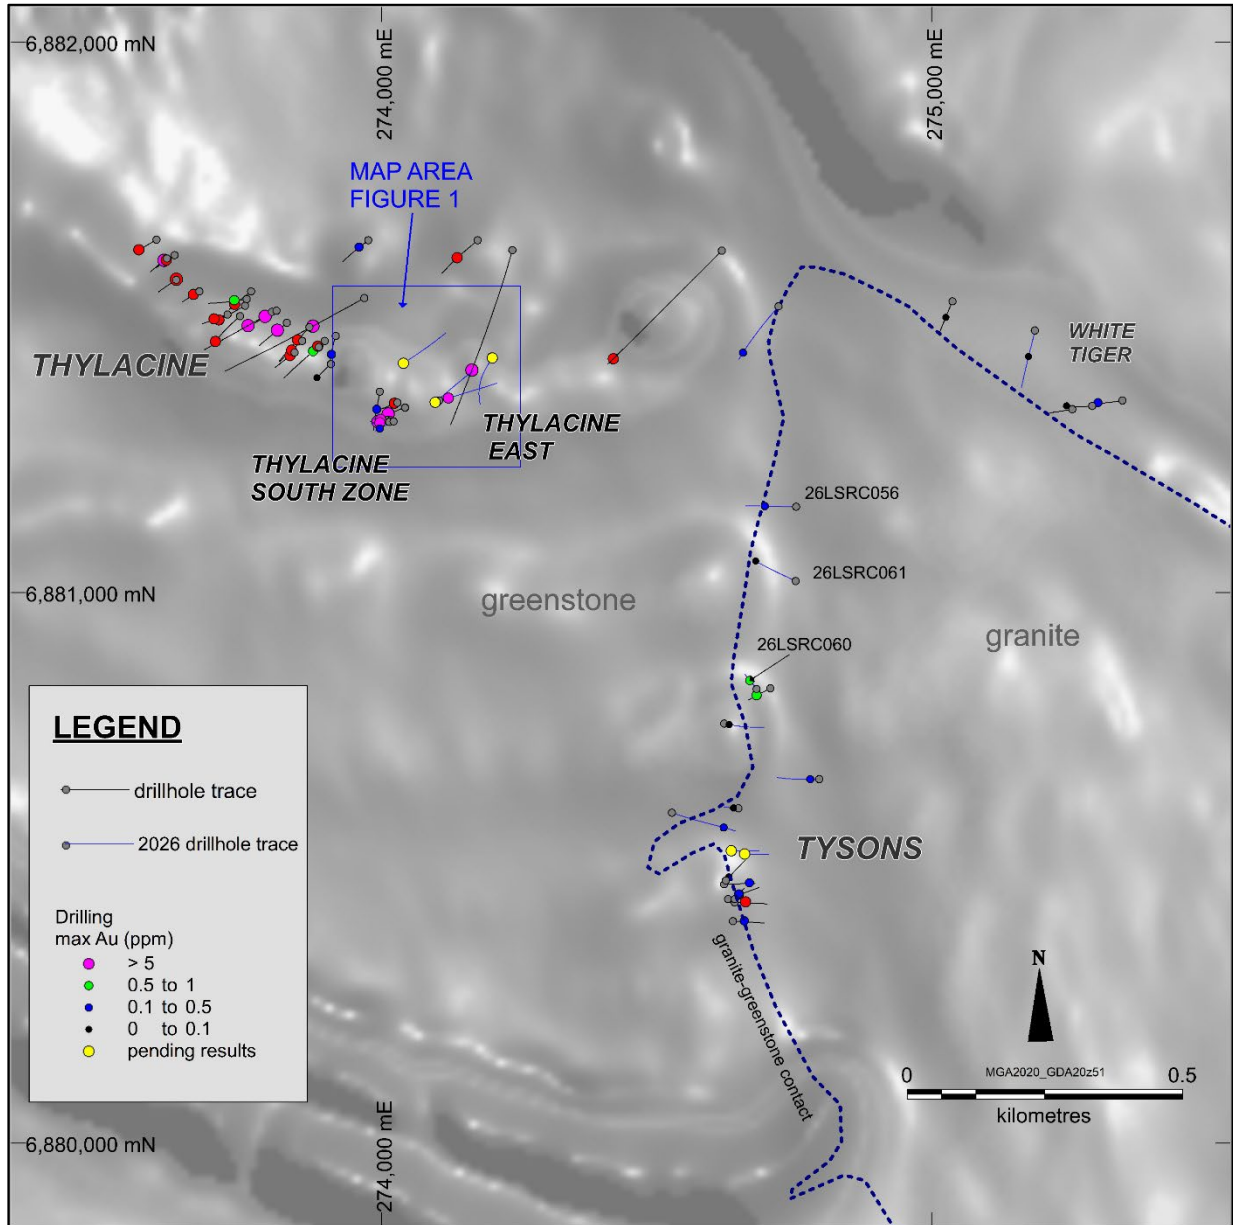 6,882,000 mN
274,000 mE
275,000 mE
MAP AREA
FIGURE 1
THYLACINE
WHITE
TIGER
THYLACINE
EAST
THYLACINE
SOUTH ZONE
26LSRC056
26LSRC061
6,881,000 mN
greenstone
granite
26LSRC060
LEGEND
drillhole trace
2026 drillhole trace
Drilling
max Au (ppm)
> 5
0.5 to 1
0.1 to 0.5
0 to 0.1
pending results
TYSONS
granite-greenstone contact
N
0 0.5
MGA2020_GDA20z51
kilometres
6,880,000 mN
274,000 mE